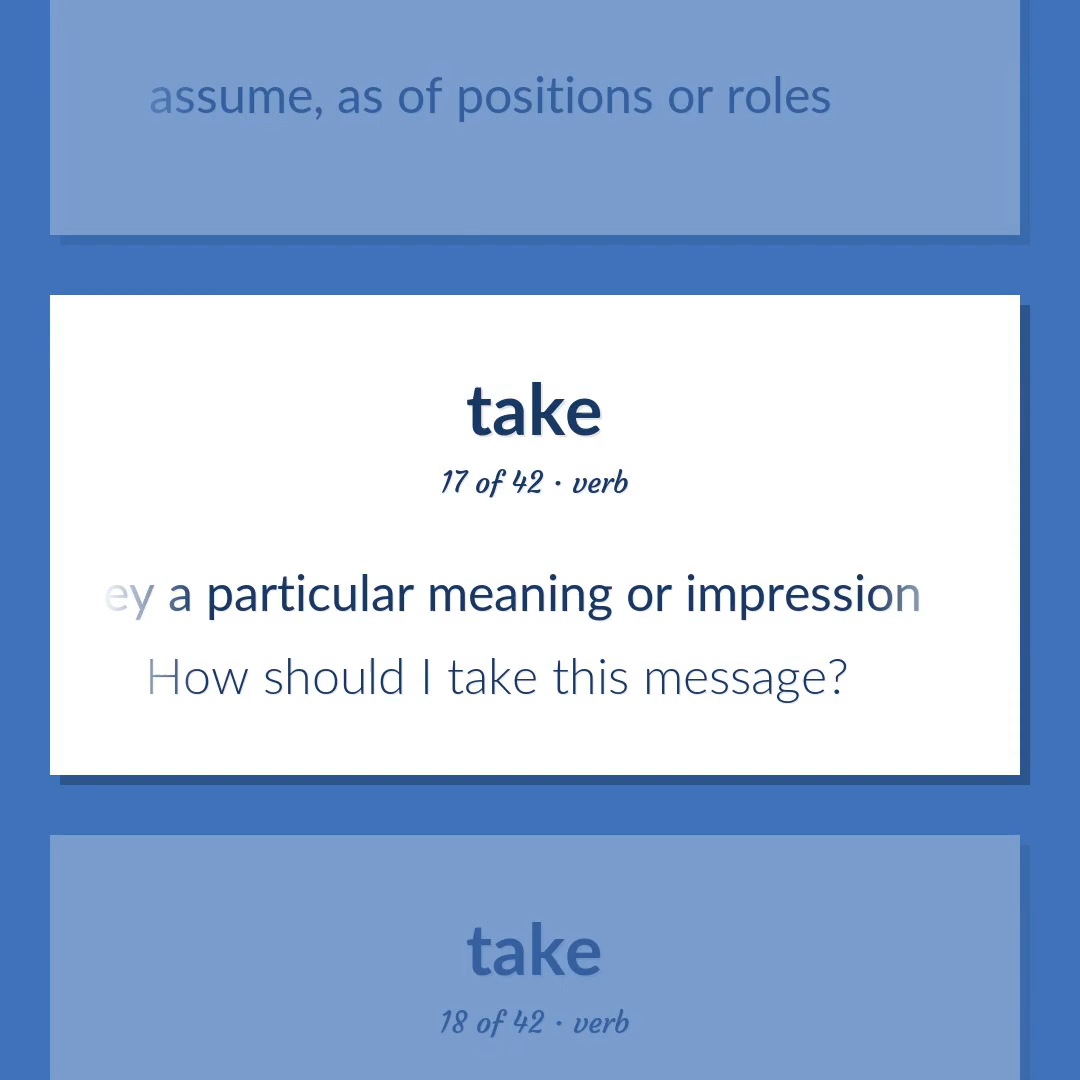 assume, as of positions or roles
take
17 of 42 · verb
ey a particular meaning or impression
How should I take this message?
take
18 of 42 · verb